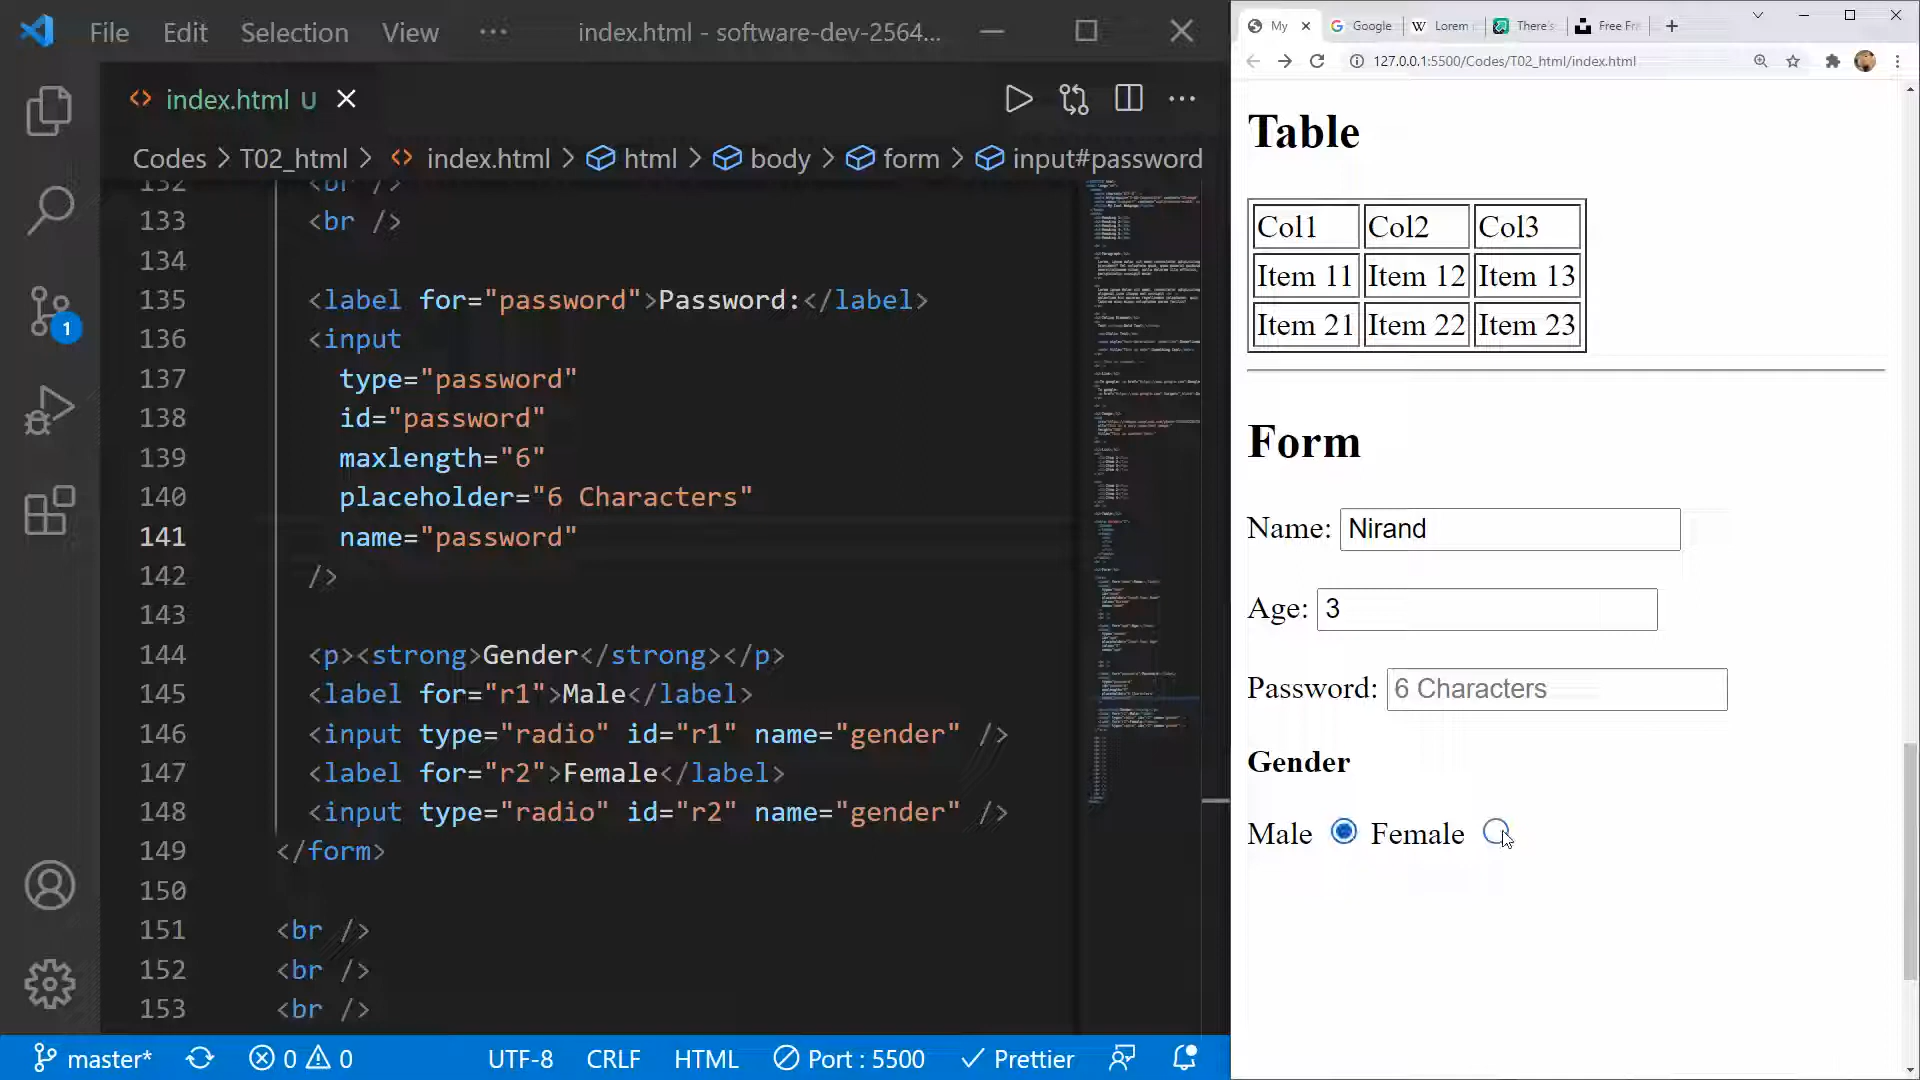 File Edit Selection View ··· index.html - software-dev-2564...
index.html U
Codes > T02_html > index.html > html > body > form > input#password
132 <br />
133 <br />
134
135 <label for="password">Password:</label>
136 <input
137 type="password"
138 id="password"
139 maxlength="6"
140 placeholder="6 Characters"
141 name="password"
142 />
143
144 <p><strong>Gender</strong></p>
145 <label for="r1">Male</label>
146 <input type="radio" id="r1" name="gender" />
147 <label for="r2">Female</label>
148 <input type="radio" id="r2" name="gender" />
149 </form>
150
151 <br />
152 <br />
153 <br />
1
master* 0 0 UTF-8 CRLF HTML Port : 5500 Prettier
My Google Lorem There's Free Fr
127.0.0.1:5500/Codes/T02_html/index.html
Table
Col1 Col2 Col3
Item 11 Item 12 Item 13
Item 21 Item 22 Item 23
Form
Name: Nirand
Age: 3
Password: 6 Characters
Gender
Male Female